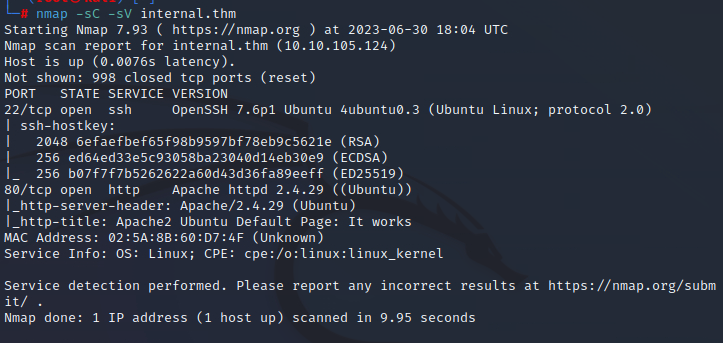 └─# nmap -sC -sV internal.thm
Starting Nmap 7.93 ( https://nmap.org ) at 2023-06-30 18:04 UTC
Nmap scan report for internal.thm (10.10.105.124)
Host is up (0.0076s latency).
Not shown: 998 closed tcp ports (reset)
PORT   STATE SERVICE VERSION
22/tcp open  ssh     OpenSSH 7.6p1 Ubuntu 4ubuntu0.3 (Ubuntu Linux; protocol 2.0)
| ssh-hostkey:
|   2048 6efaefbef65f98b9597bf78eb9c5621e (RSA)
|   256 ed64ed33e5c93058ba23040d14eb30e9 (ECDSA)
|_  256 b07f7f7b5262622a60d43d36fa89eeff (ED25519)
80/tcp open  http    Apache httpd 2.4.29 ((Ubuntu))
|_http-server-header: Apache/2.4.29 (Ubuntu)
|_http-title: Apache2 Ubuntu Default Page: It works
MAC Address: 02:5A:8B:60:D7:4F (Unknown)
Service Info: OS: Linux; CPE: cpe:/o:linux:linux_kernel

Service detection performed. Please report any incorrect results at https://nmap.org/subm
it/ .
Nmap done: 1 IP address (1 host up) scanned in 9.95 seconds